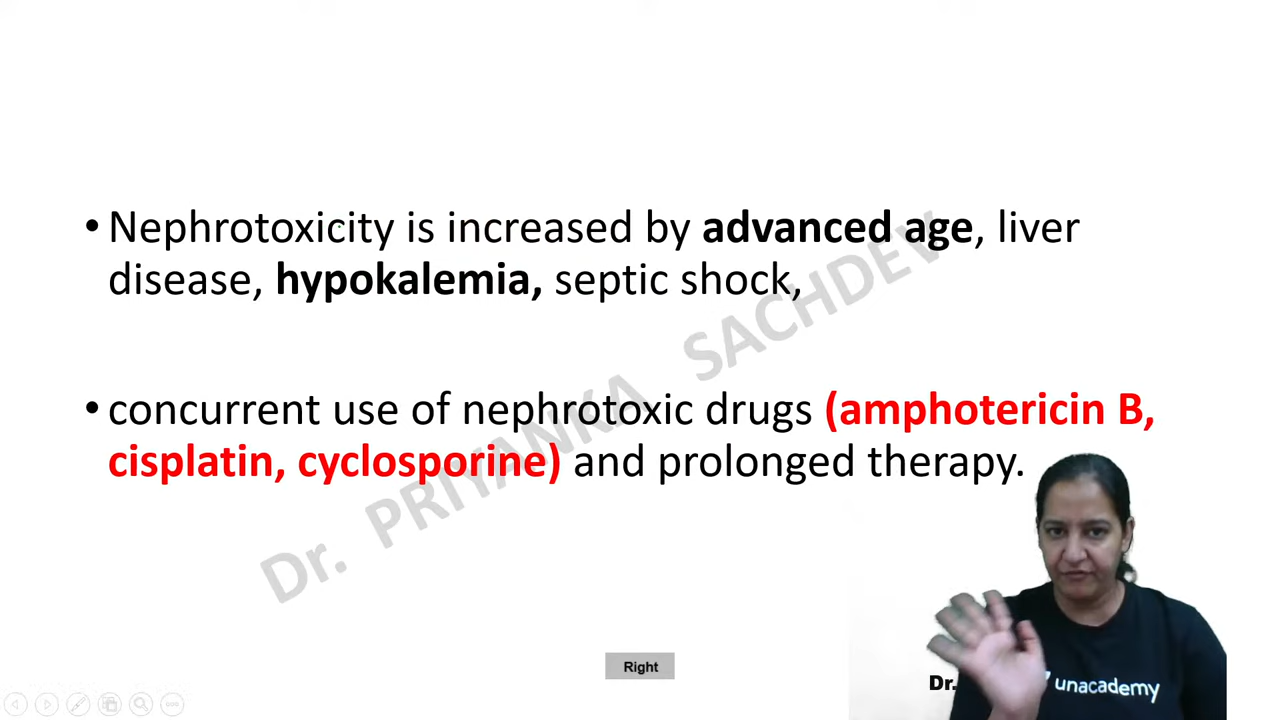 • Nephrotoxicity is increased by advanced age, liver
disease, hypokalemia, septic shock,
• concurrent use of nephrotoxic drugs (amphotericin B,
cisplatin, cyclosporine) and prolonged therapy.
Dr. PRIYANKA SACHDEV
Right
Dr.
unacademy